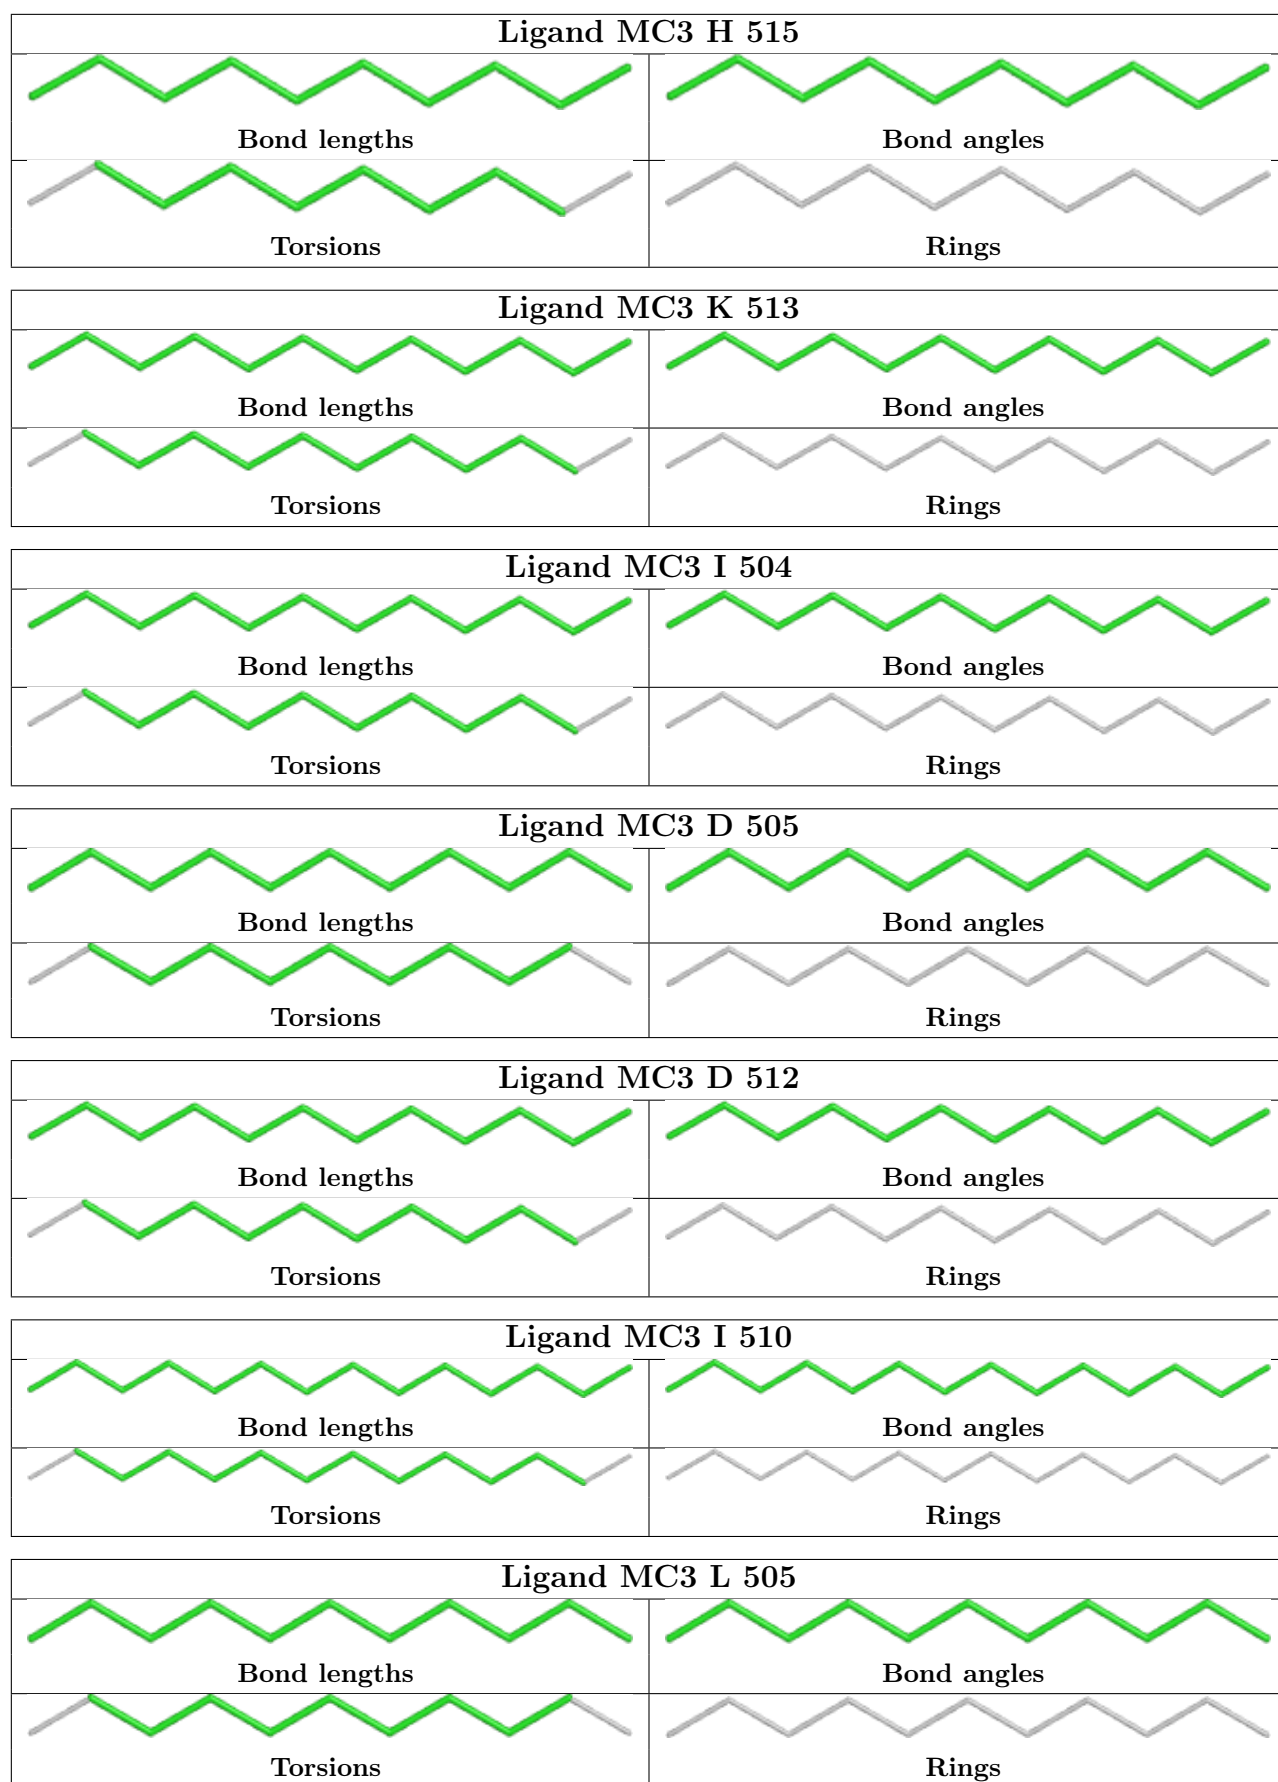 Ligand MC3 H 515
Bond lengths Bond angles
Torsions Rings
Ligand MC3 K 513
Bond lengths Bond angles
Torsions Rings
Ligand MC3 I 504
Bond lengths Bond angles
Torsions Rings
Ligand MC3 D 505
Bond lengths Bond angles
Torsions Rings
Ligand MC3 D 512
Bond lengths Bond angles
Torsions Rings
Ligand MC3 I 510
Bond lengths Bond angles
Torsions Rings
Ligand MC3 L 505
Bond lengths Bond angles
Torsions Rings